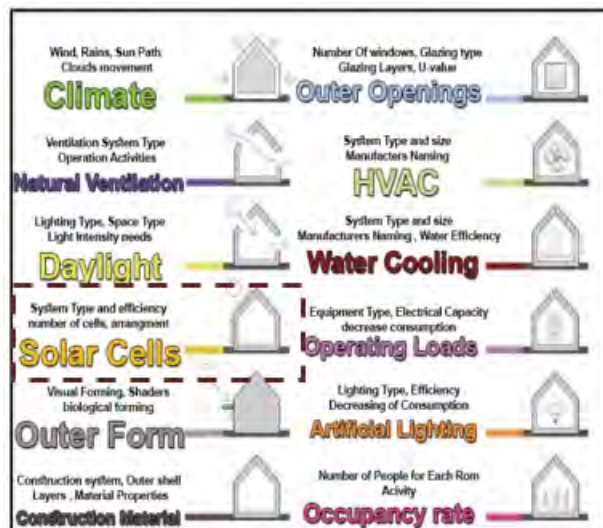 Wind, Rains, Sun Path
Clouds movement
Climate
Number Of windows, Glazing type
Glazing Layers, U-value
Outer Openings
Ventilation System Type
Operation Activities
Natural Ventilation
System Type and size
Manufacters Naming
HVAC
Lighting Type, Space Type
Light Intensity needs
Daylight
System Type and size
Manufacturers Naming , Water Efficiency
Water Cooling
System Type and efficiency
number of cells, arrangment
Solar Cells
Equipment Type, Electrical Capacity
decrease consumption
Operating Loads
Visual Forming, Shaders
biological forming
Outer Form
Lighting Type, Efficiency
Decreasing of Consumption
Artificial Lighting
Construction system, Outer shell
Layers , Material Properties
Construction Material
Number of People for Each Rom
Acivity
Occupancy rate